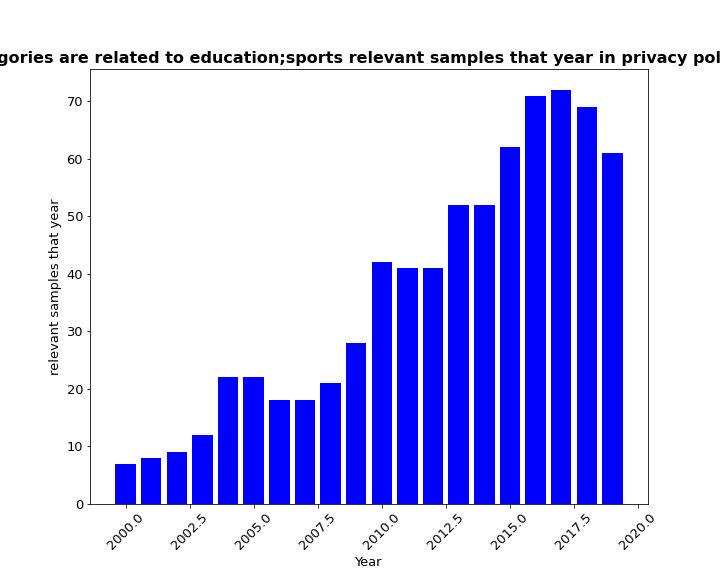 gories are related to education;sports relevant samples that year in privacy pol
relevant samples that year
70
60
50
40
30
20
10
0
2000.0 2002.5 2005.0 2007.5 2010.0 2012.5 2015.0 2017.5 2020.0
Year